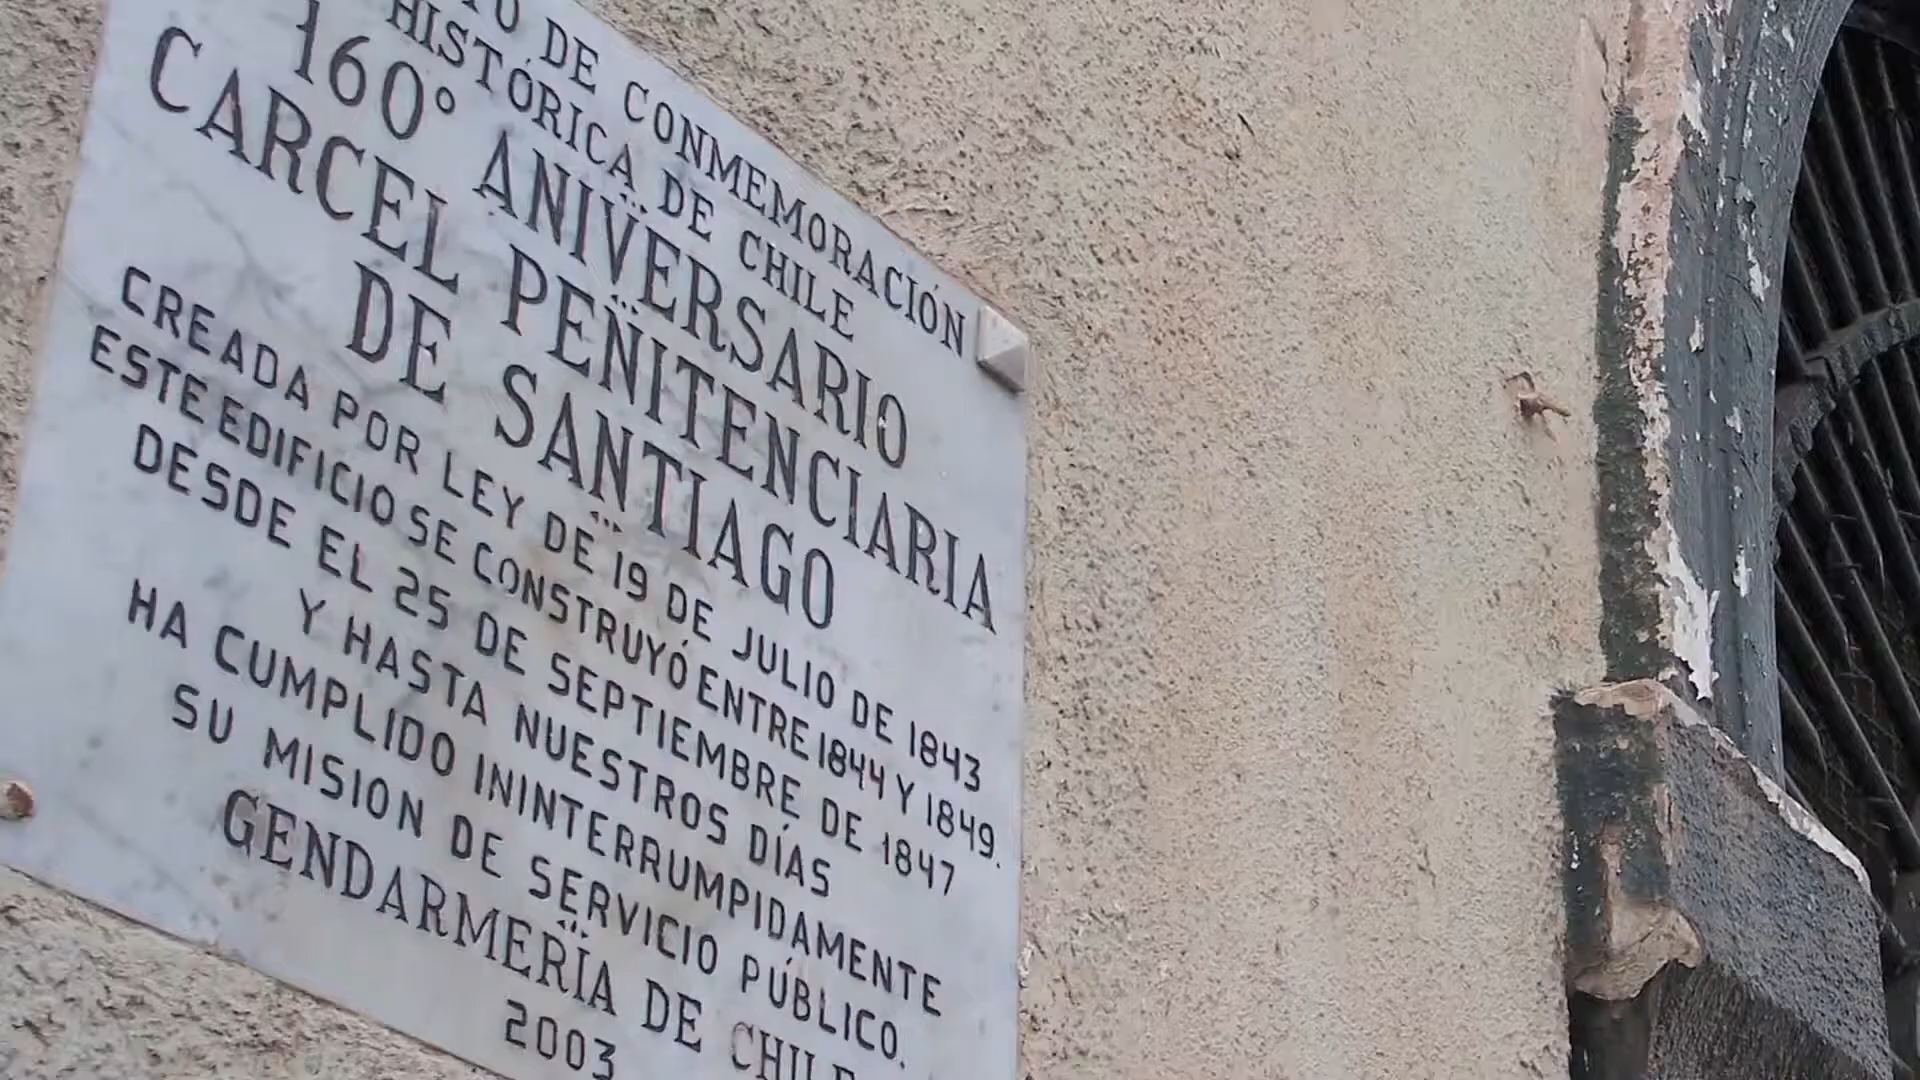 DE CONMEMORACIÓN
HISTÓRICA DE CHILE
160° ANIVERSARIO
CARCEL PENITENCIARIA
DE SANTIAGO
CREADA POR LEY DE 19 DE JULIO DE 1843
ESTE EDIFICIO SE CONSTRUYÓ ENTRE 1844 Y 1849.
DESDE EL 25 DE SEPTIEMBRE DE 1847
Y HASTA NUESTROS DÍAS
HA CUMPLIDO ININTERRUMPIDAMENTE
SU MISION DE SERVICIO PÚBLICO.
GENDARMERÍA DE CHILE
2003